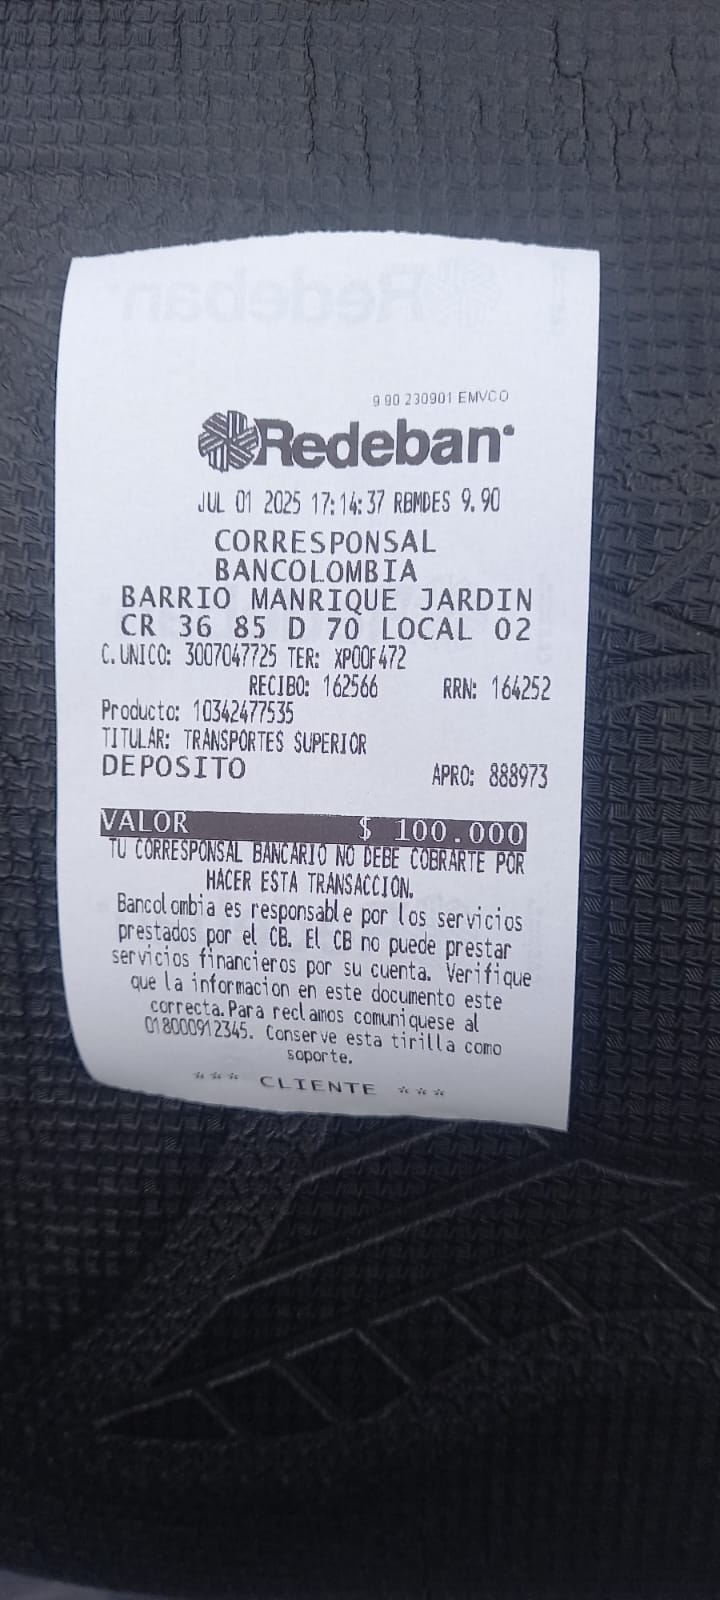 9.90 230901 EMVCO
Redeban
JUL 01 2025 17:14:37 RBMDES 9.90
CORRESPONSAL
BANCOLOMBIA
BARRIO MANRIQUE JARDIN
CR 36 85 D 70 LOCAL 02
C.UNICO: 3007047725 TER: XP00F472
RECIBO: 162566 RRN: 164252
Producto: 10342477535
TITULAR: TRANSPORTES SUPERIOR
DEPOSITO APRO: 888973
VALOR $ 100.000
TU CORRESPONSAL BANCARIO NO DEBE COBRARTE POR
HACER ESTA TRANSACCION.
Bancolombia es responsable por los servicios
prestados por el CB. El CB no puede prestar
servicios financieros por su cuenta. Verifique
que la informacion en este documento este
correcta. Para reclamos comuniquese al
018000912345. Conserve esta tirilla como
soporte.
*** CLIENTE ***